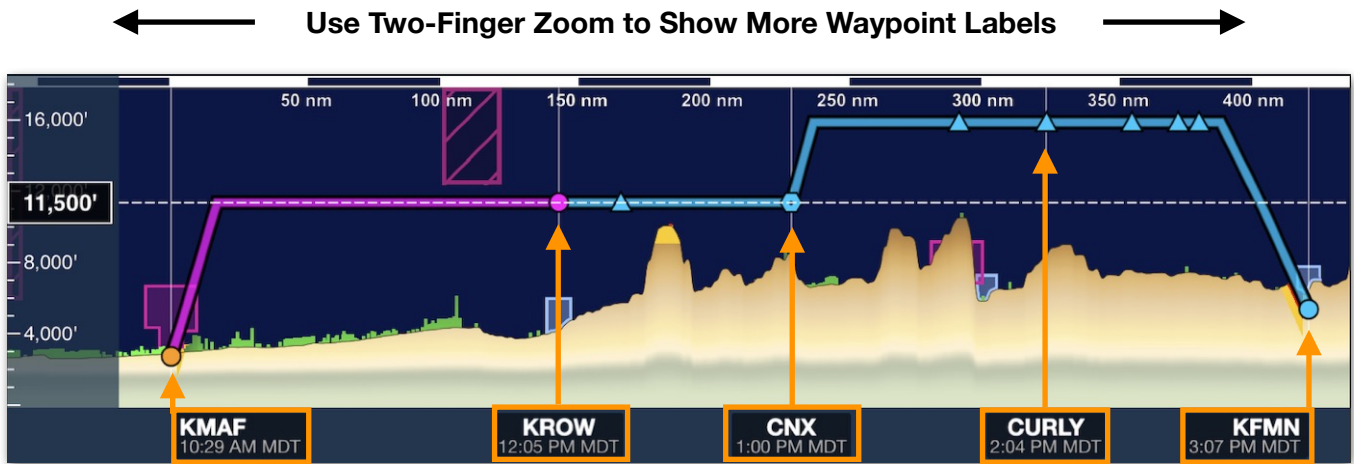 Use Two-Finger Zoom to Show More Waypoint Labels
50 nm 100 nm 150 nm 200 nm 250 nm 300 nm 350 nm 400 nm
16,000'
12,000'
11,500'
8,000'
4,000'
KMAF KROW CNX CURLY KFMN
10:29 AM MDT 12:05 PM MDT 1:00 PM MDT 2:04 PM MDT 3:07 PM MDT